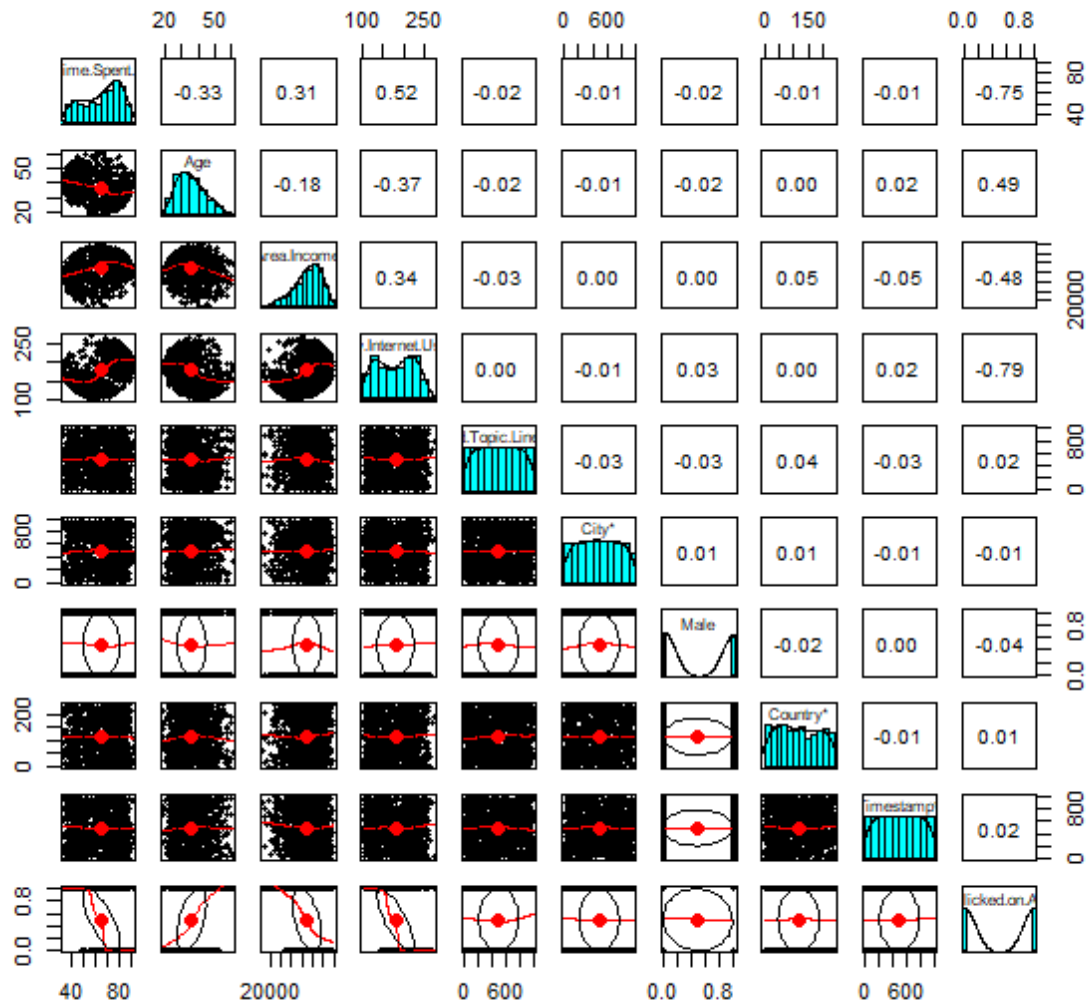 20 50 100 250 0 600 0 150 0.0 0.8
ime.Spent. -0.33 0.31 0.52 -0.02 -0.01 -0.02 -0.01 -0.01 -0.75 40 80
20 50 Age -0.18 -0.37 -0.02 -0.01 -0.02 0.00 0.02 0.49
rea.Income 0.34 -0.03 0.00 0.00 0.05 -0.05 -0.48 20000
100 250 .Internet.Us 0.00 -0.01 0.03 0.00 0.02 -0.79
.Topic.Line -0.03 -0.03 0.04 -0.03 0.02 0 800
0 800 City* 0.01 0.01 -0.01 -0.01
Male -0.02 0.00 -0.04 0.0 0.8
0 200 Country* -0.01 0.01
imestamp 0.02 0 800
0.0 0.8 licked.on.A
40 80 20000 0 600 0.0 0.8 0 600